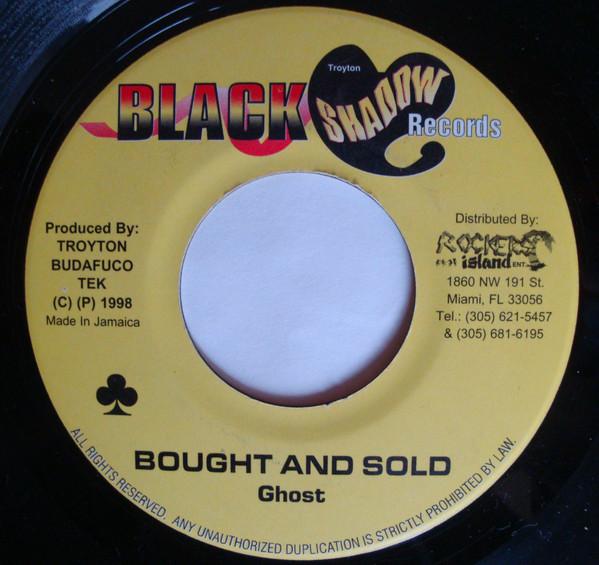 Troyton
BLACK SHADOW Records
Produced By:
TROYTON
BUDAFUCO
TEK
(C) (P) 1998
Made In Jamaica
Distributed By:
ROCKERS
island ENT.
1860 NW 191 St.
Miami, FL 33056
Tel.: (305) 621-5457
& (305) 681-6195
BOUGHT AND SOLD
Ghost
ALL RIGHTS RESERVED. ANY UNAUTHORIZED DUPLICATION IS STRICTLY PROHIBITED BY LAW.